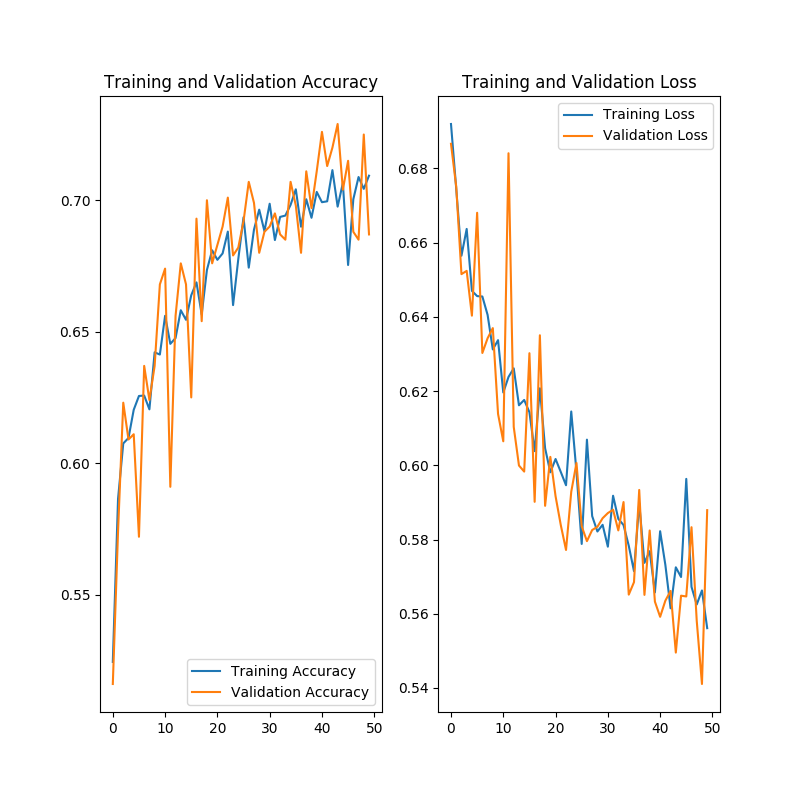 Training and Validation Accuracy
0.70
0.65
0.60
0.55
0 10 20 30 40 50
Training Accuracy
Validation Accuracy
Training and Validation Loss
Training Loss
Validation Loss
0.68
0.66
0.64
0.62
0.60
0.58
0.56
0.54
0 10 20 30 40 50